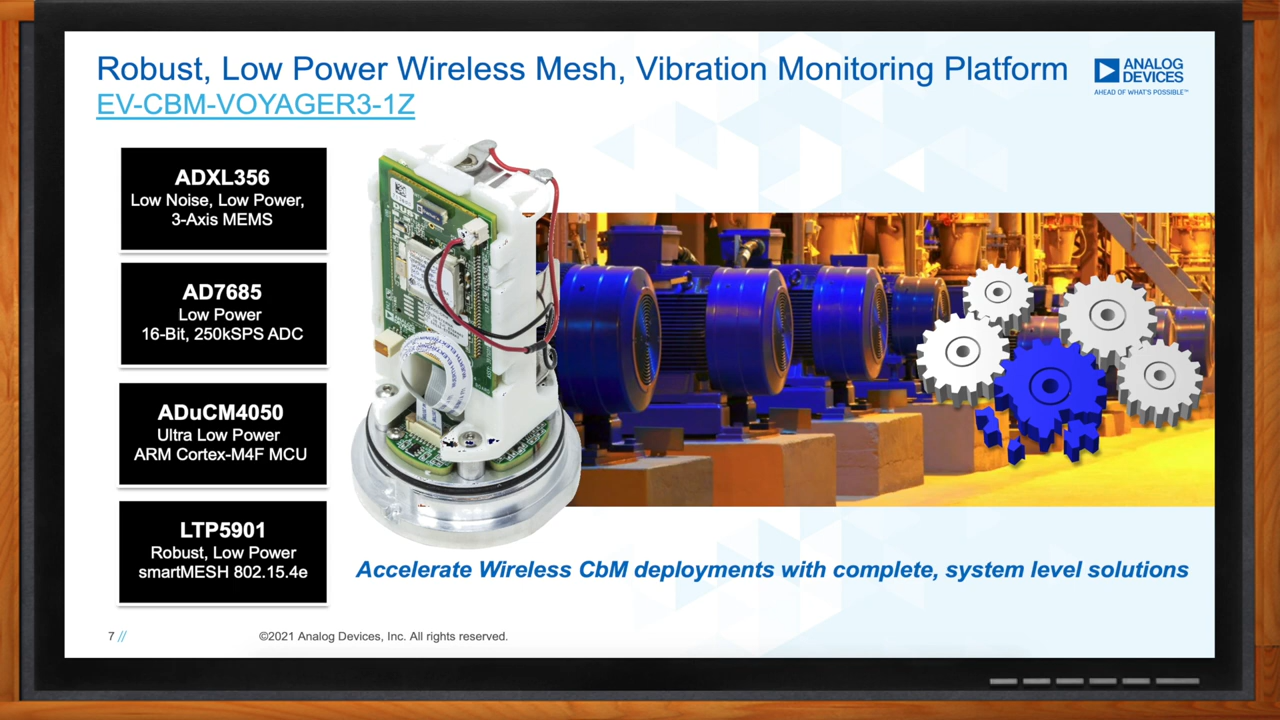 Robust, Low Power Wireless Mesh, Vibration Monitoring Platform
EV-CBM-VOYAGER3-1Z
ANALOG
DEVICES
AHEAD OF WHAT'S POSSIBLE™
ADXL356
Low Noise, Low Power,
3-Axis MEMS
AD7685
Low Power
16-Bit, 250kSPS ADC
ADuCM4050
Ultra Low Power
ARM Cortex-M4F MCU
LTP5901
Robust, Low Power
smartMESH 802.15.4e
DUST
Accelerate Wireless CbM deployments with complete, system level solutions
7 //
©2021 Analog Devices, Inc. All rights reserved.